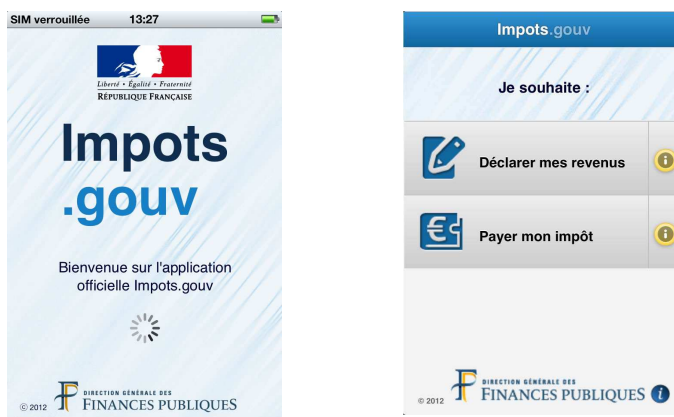 SIM verrouillée 13:27
Liberté • Égalité • Fraternité
RÉPUBLIQUE FRANÇAISE
Impots
.gouv
Bienvenue sur l'application
officielle Impots.gouv
© 2012
DIRECTION GÉNÉRALE DES
FINANCES PUBLIQUES
Impots.gouv
Je souhaite :
Déclarer mes revenus
i
Payer mon impôt
i
© 2012
DIRECTION GÉNÉRALE DES
FINANCES PUBLIQUES
i